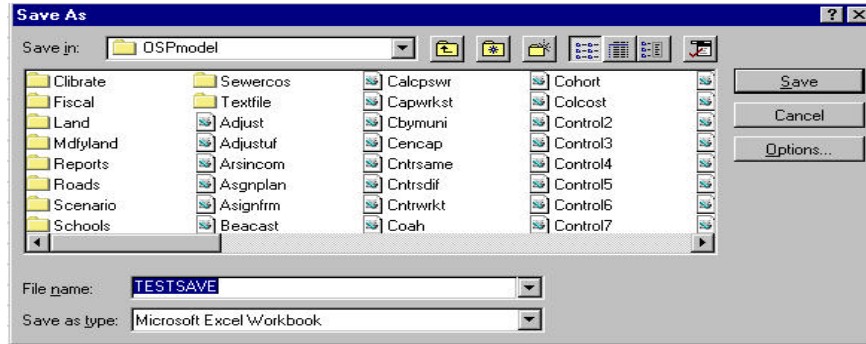 Save As
Save in: OSPmodel
Clibrate Sewercos Calcpswr Cohort
Fiscal Textfile Capwrkst Colcost Save
Land Adjust Cbymuni Control2
Mdfyland Adjustuf Cencap Control3 Cancel
Reports Arsincom Cntrsame Control4
Roads Asgnplan Cntrsdif Control5 Options...
Scenario Asignfrm Cntrwrkt Control6
Schools Beacast Coah Control7
File name: TESTSAVE
Save as type: Microsoft Excel Workbook